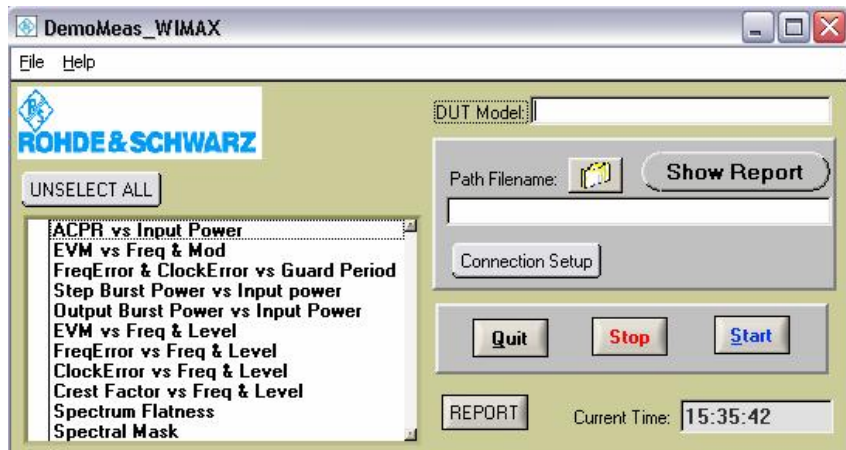 DemoMeas_WIMAX
File Help
ROHDE & SCHWARZ
DUT Model:
UNSELECT ALL
Path Filename:
Show Report
Connection Setup
ACPR vs Input Power
EVM vs Freq & Mod
FreqError & ClockError vs Guard Period
Step Burst Power vs Input power
Output Burst Power vs Input Power
EVM vs Freq & Level
FreqError vs Freq & Level
ClockError vs Freq & Level
Crest Factor vs Freq & Level
Spectrum Flatness
Spectral Mask
Quit Stop Start
REPORT Current Time: 15:35:42